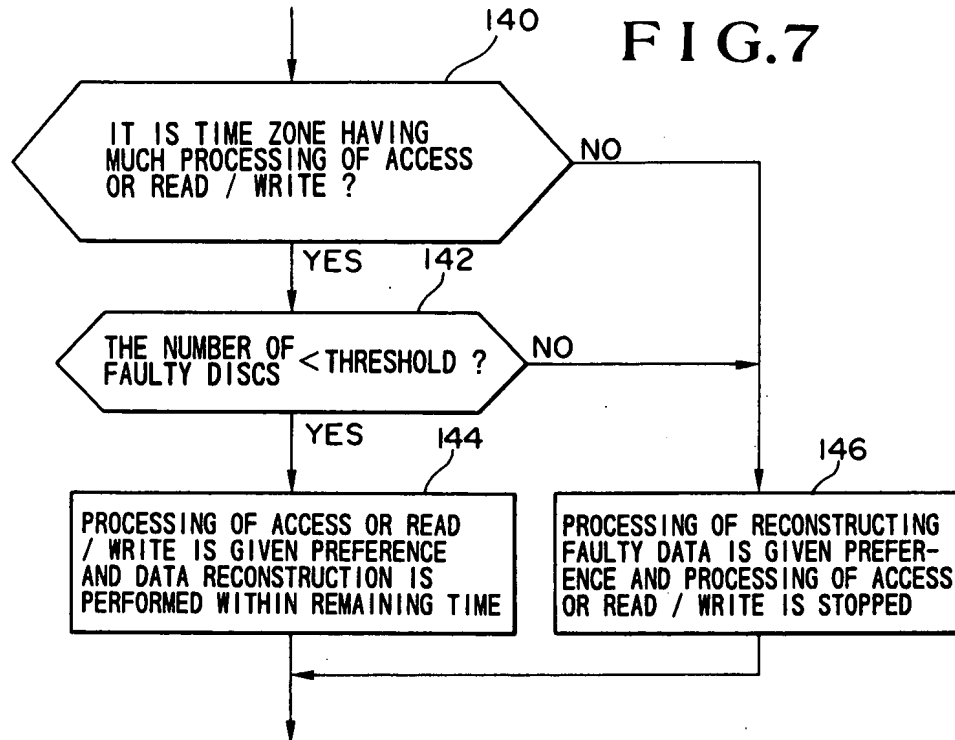 140
FIG.7
IT IS TIME ZONE HAVING
MUCH PROCESSING OF ACCESS
OR READ / WRITE ?
NO
YES
142
THE NUMBER OF
FAULTY DISCS < THRESHOLD ?
NO
YES
144
146
PROCESSING OF ACCESS OR READ
/ WRITE IS GIVEN PREFERENCE
AND DATA RECONSTRUCTION IS
PERFORMED WITHIN REMAINING TIME
PROCESSING OF RECONSTRUCTING
FAULTY DATA IS GIVEN PREFER-
ENCE AND PROCESSING OF ACCESS
OR READ / WRITE IS STOPPED